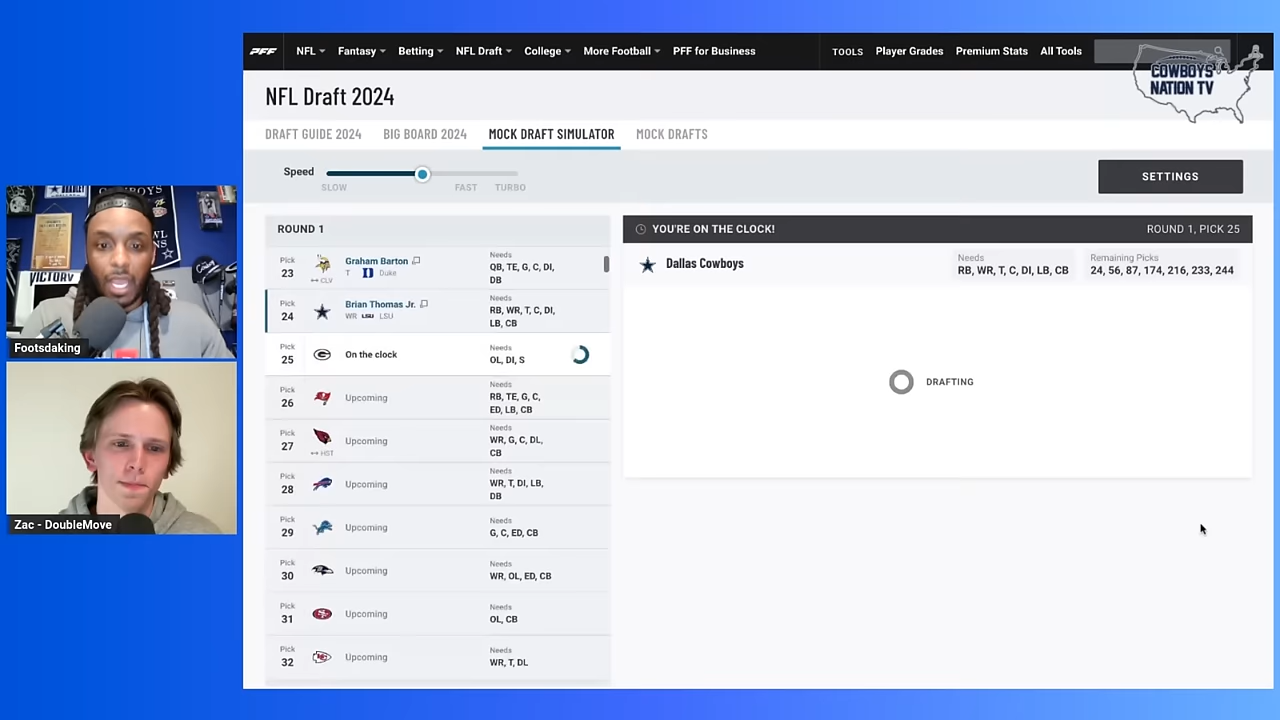 PFF
NFL
Fantasy
Betting
NFL Draft
College
More Football
PFF for Business
TOOLS
Player Grades
Premium Stats
All Tools
COWBOYS
NATION TV
NFL Draft 2024
DRAFT GUIDE 2024
BIG BOARD 2024
MOCK DRAFT SIMULATOR
MOCK DRAFTS
Speed
SLOW
FAST
TURBO
SETTINGS
ROUND 1
Pick
23
CLV
Graham Barton
T Duke
Needs
QB, TE, G, C, DI,
DB
Pick
24
Brian Thomas Jr.
WR LSU LSU
Needs
RB, WR, T, C, DI,
LB, CB
Pick
25
On the clock
Needs
OL, DI, S
Pick
26
Upcoming
Needs
RB, TE, G, C,
ED, LB, CB
Pick
27
HST
Upcoming
Needs
WR, G, C, DL,
CB
Pick
28
Upcoming
Needs
WR, T, DI, LB,
DB
Pick
29
Upcoming
Needs
G, C, ED, CB
Pick
30
Upcoming
Needs
WR, OL, ED, CB
Pick
31
Upcoming
Needs
OL, CB
Pick
32
Upcoming
Needs
WR, T, DL
YOU'RE ON THE CLOCK!
ROUND 1, PICK 25
Dallas Cowboys
Needs
RB, WR, T, C, DI, LB, CB
Remaining Picks
24, 56, 87, 174, 216, 233, 244
DRAFTING
COWBOYS
VICTORY
Footsdaking
Zac - DoubleMove